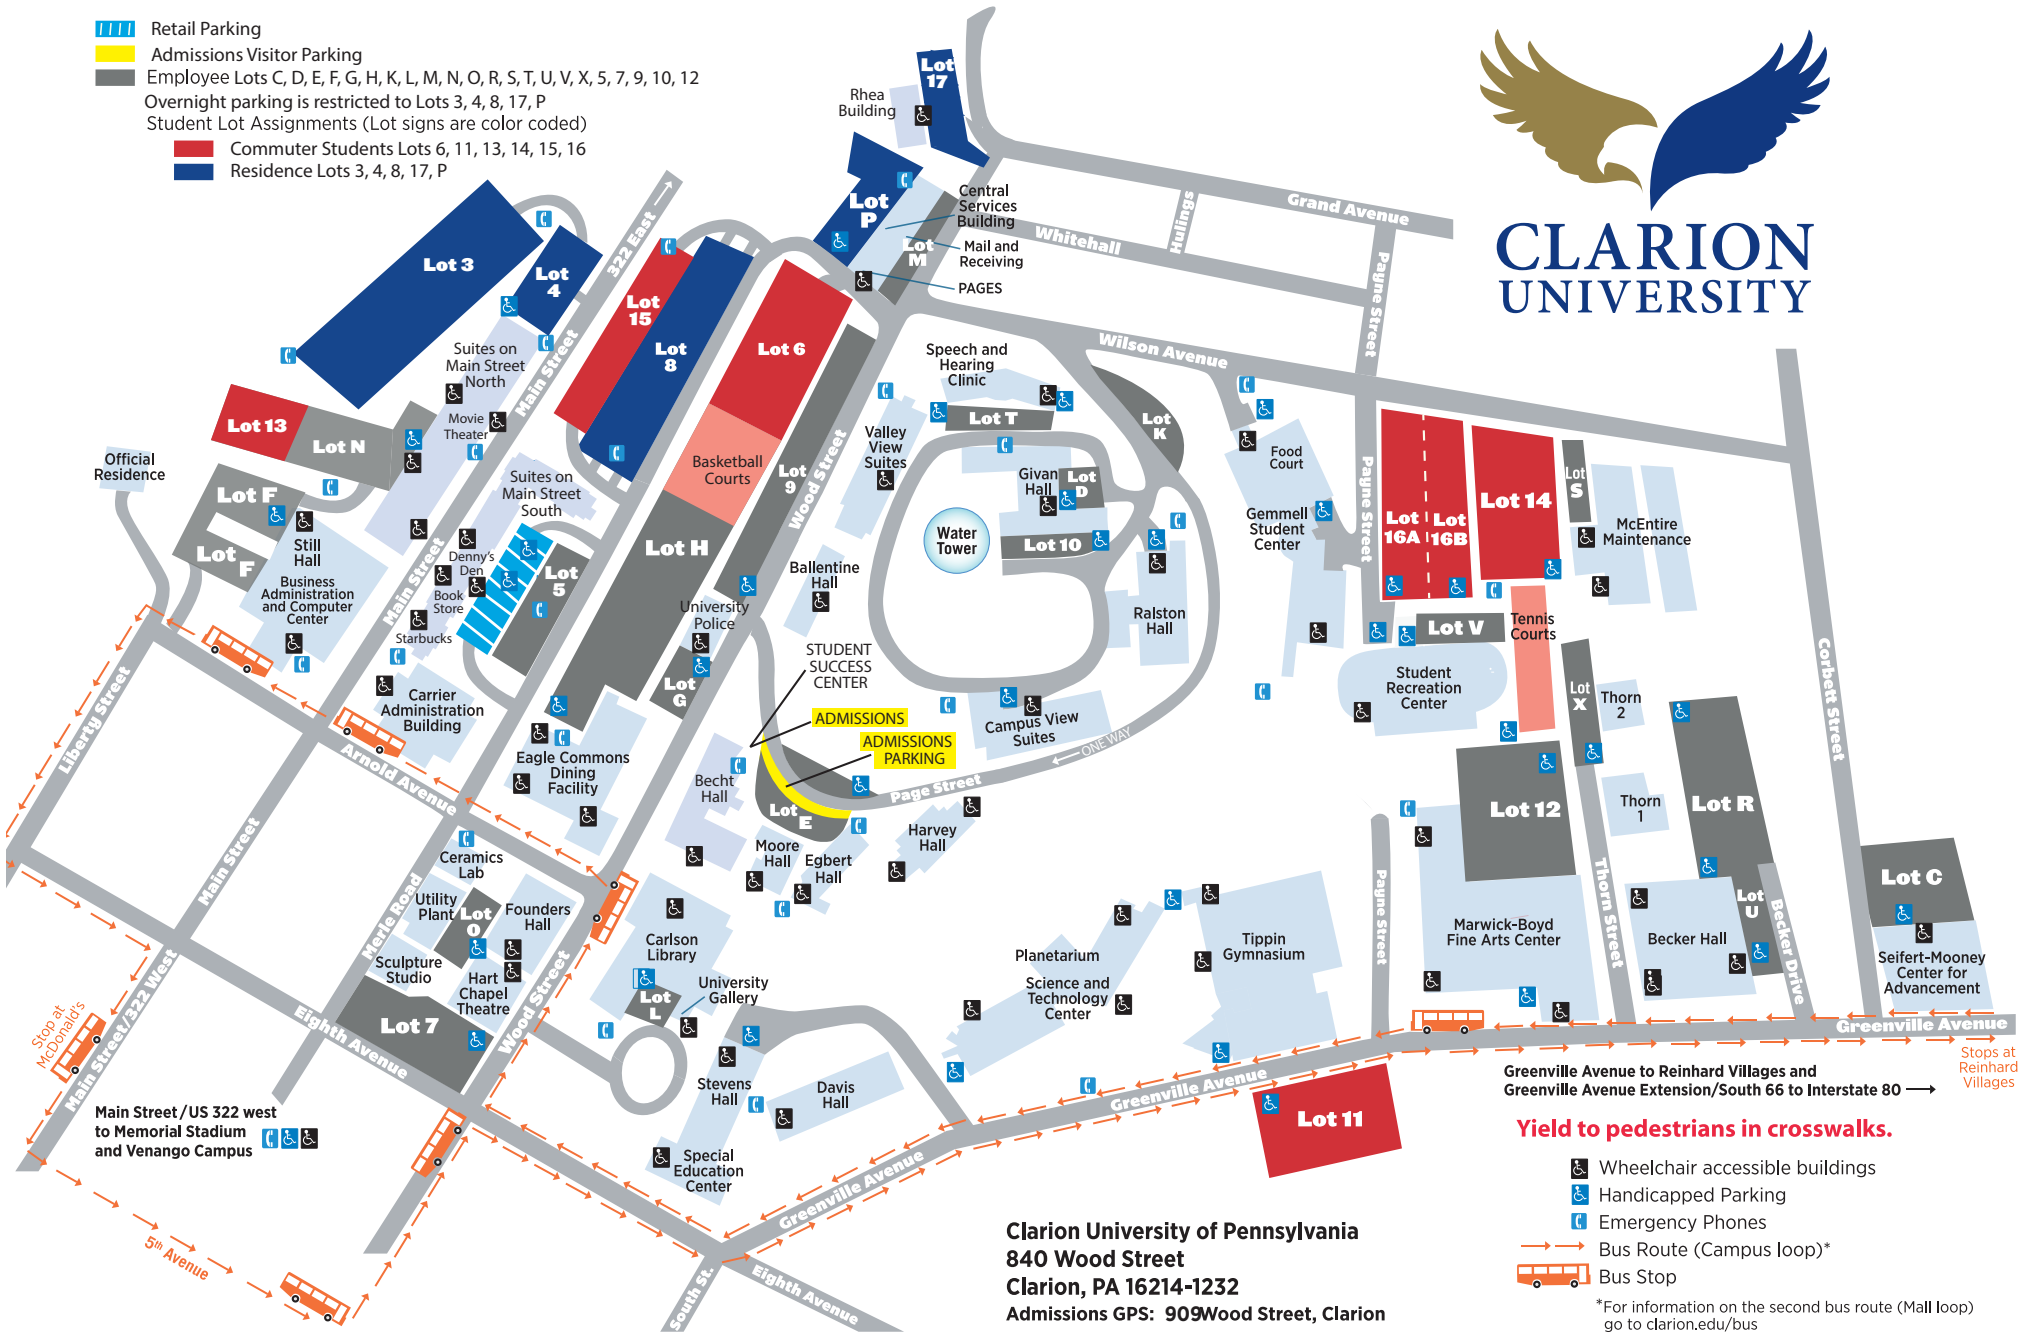 Retail Parking
Admissions Visitor Parking
Employee Lots C, D, E, F, G, H, K, L, M, N, O, R, S, T, U, V, X, 5, 7, 9, 10, 12
Overnight parking is restricted to Lots 3, 4, 8, 17, P
Student Lot Assignments (Lot signs are color coded)
Commuter Students Lots 6, 11, 13, 14, 15, 16
Residence Lots 3, 4, 8, 17, P
CLARION
UNIVERSITY
Lot
17
Rhea
Building
Lot
P
Central
Services
Building
Lot
M
Mail and
Receiving
PAGES
Grand Avenue
Hulings
Whitehall
Payne Street
Wilson Avenue
322 East
Lot 3
Lot
4
Lot
15
Lot
8
Lot 6
Suites on
Main Street
North
Main Street
Movie
Theater
Lot 13
Lot N
Official
Residence
Lot F
Lot
F
Still
Hall
Business
Administration
and Computer
Center
Suites on
Main Street
South
Denny's
Den
Book
Store
Starbucks
Main Street
Lot
5
Basketball
Courts
Lot H
Lot
9
Wood Street
Valley
View
Suites
Speech and
Hearing
Clinic
Lot T
Lot
K
Givan
Hall
Lot
D
Water
Tower
Lot 10
Ballentine
Hall
University
Police
Ralston
Hall
Food
Court
Gemmell
Student
Center
Payne Street
Lot
16A
Lot
16B
Lot 14
Lot
S
McEntire
Maintenance
Lot V
Tennis
Courts
Student
Recreation
Center
Lot
X
Thorn
2
Corbett Street
STUDENT
SUCCESS
CENTER
ADMISSIONS
ADMISSIONS
PARKING
Lot
G
Campus View
Suites
ONE WAY
Page Street
Carrier
Administration
Building
Liberty Street
Arnold Avenue
Eagle Commons
Dining
Facility
Becht
Hall
Lot
E
Moore
Hall
Egbert
Hall
Harvey
Hall
Lot 12
Thorn
1
Lot R
Lot C
Ceramics
Lab
Main Street
Merle Road
Utility
Plant
Lot
O
Founders
Hall
Sculpture
Studio
Hart
Chapel
Theatre
Wood Street
Carlson
Library
University
Gallery
Lot
L
Planetarium
Science and
Technology
Center
Tippin
Gymnasium
Payne Street
Marwick-Boyd
Fine Arts Center
Thorn Street
Becker Hall
Lot
U
Becker Drive
Seifert-Mooney
Center for
Advancement
Stop at
McDonald's
Main Street/322 West
Eighth Avenue
Lot 7
Stevens
Hall
Davis
Hall
Special
Education
Center
Greenville Avenue
Greenville Avenue
Greenville Avenue
Lot 11
Stops at
Reinhard
Villages
Greenville Avenue to Reinhard Villages and
Greenville Avenue Extension/South 66 to Interstate 80
Main Street/US 322 west
to Memorial Stadium
and Venango Campus
5th Avenue
South St.
Eighth Avenue
Clarion University of Pennsylvania
840 Wood Street
Clarion, PA 16214-1232
Admissions GPS: 909Wood Street, Clarion
Yield to pedestrians in crosswalks.
Wheelchair accessible buildings
Handicapped Parking
Emergency Phones
Bus Route (Campus loop)*
Bus Stop
*For information on the second bus route (Mall loop)
go to clarion.edu/bus